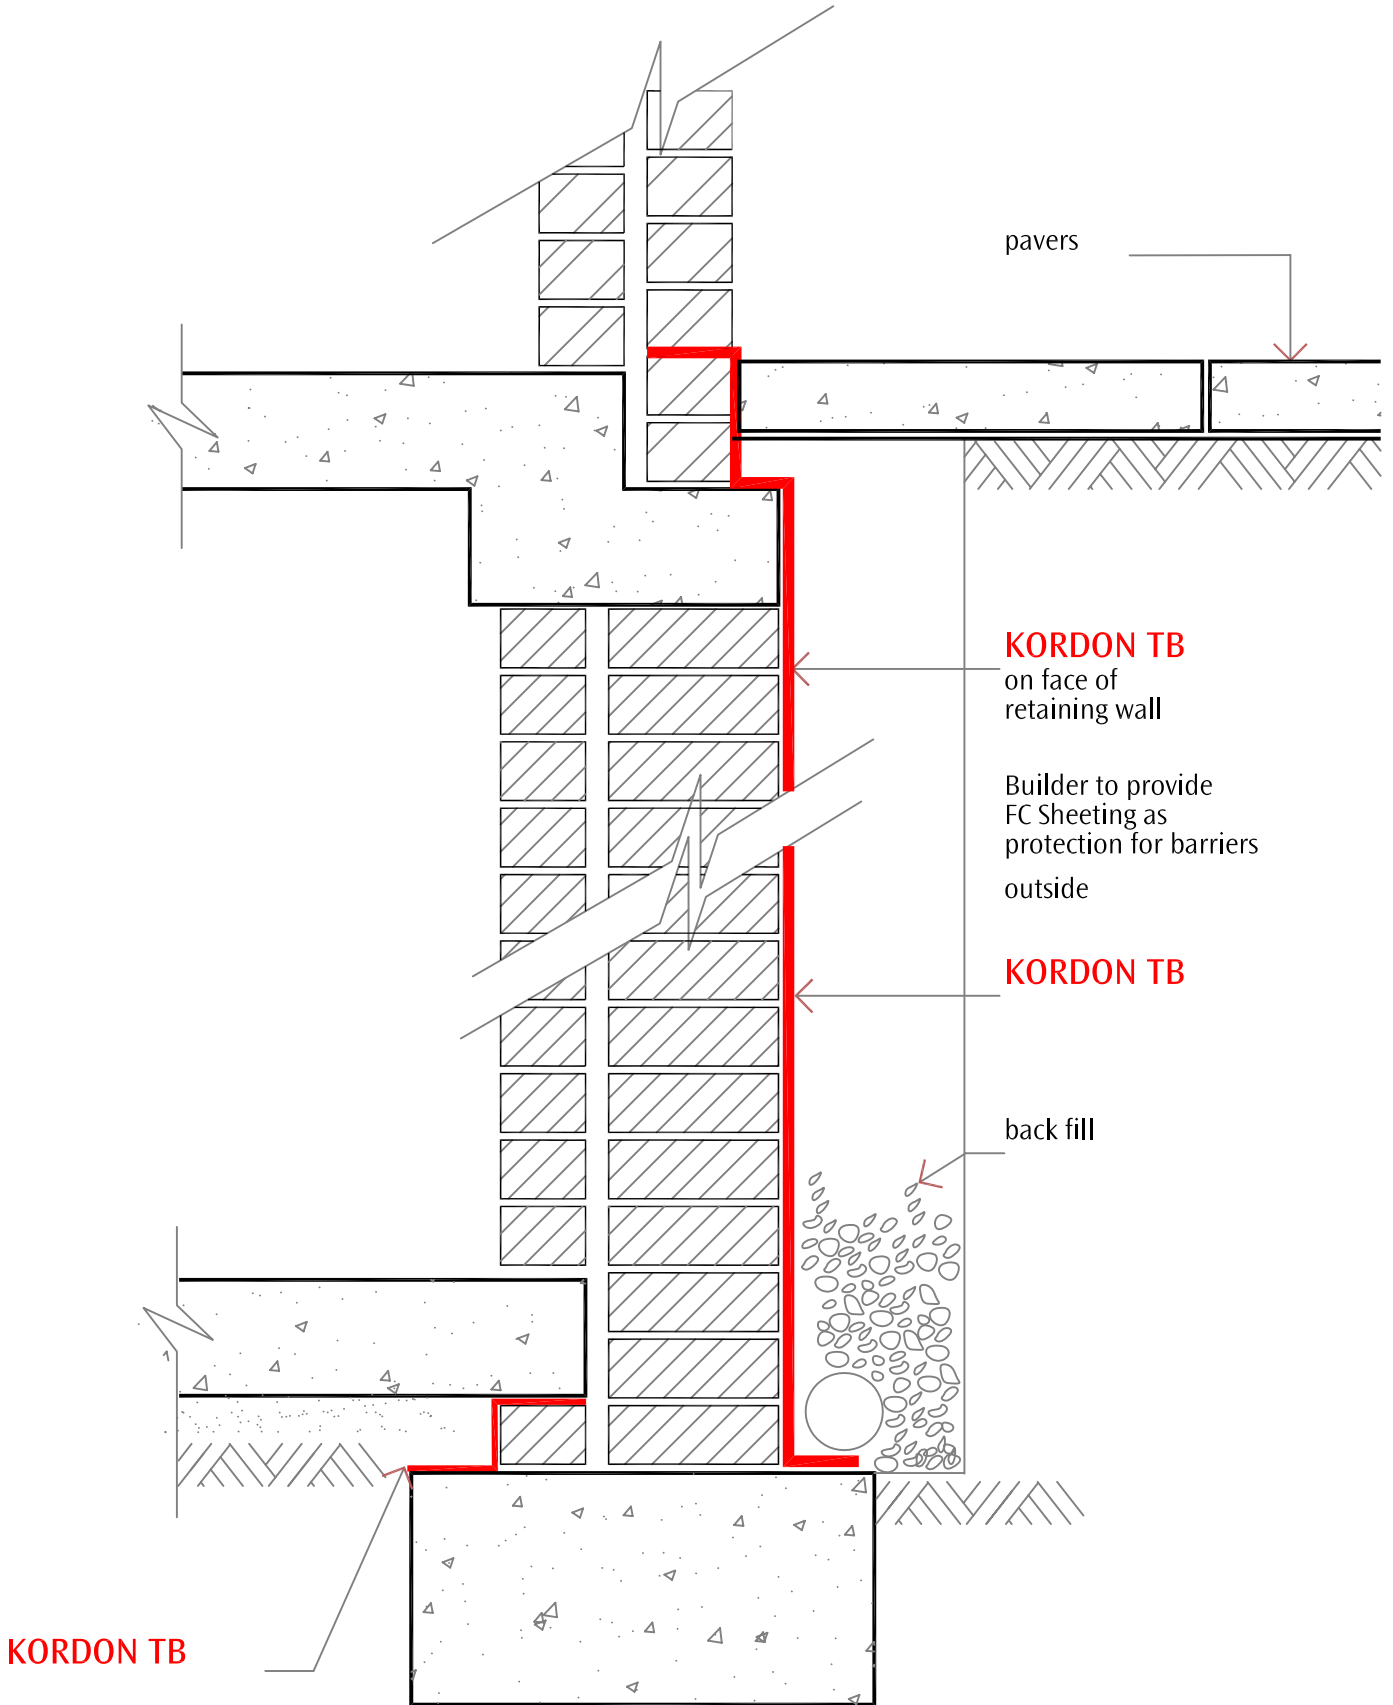 pavers
KORDON TB
on face of
retaining wall
Builder to provide
FC Sheeting as
protection for barriers
outside
KORDON TB
back fill
KORDON TB